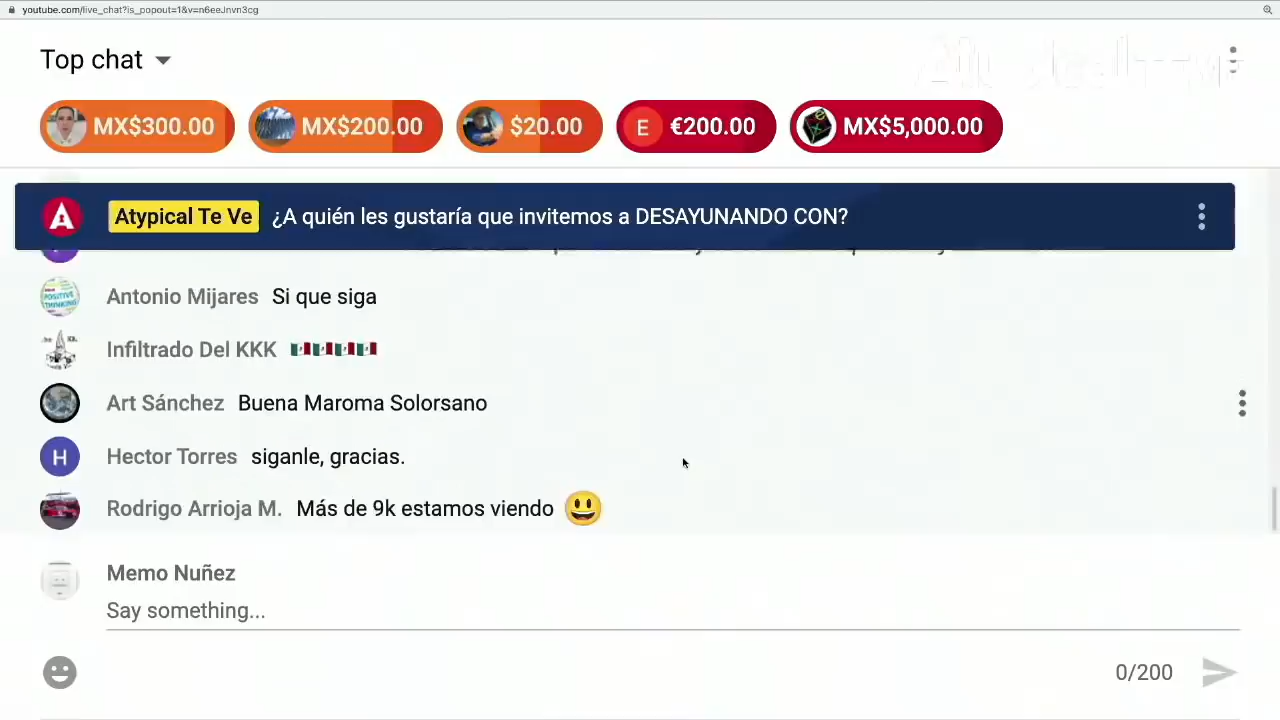 youtube.com/live_chat?is_popout=1&v=n6eeJnvn3cg
Top chat
MX$300.00 MX$200.00 $20.00 E €200.00 MX$5,000.00
Atypical Te Ve ¿A quién les gustaría que invitemos a DESAYUNANDO CON?
Antonio Mijares Si que siga
POSITIVE THINKING
Infiltrado Del KKK 🇲🇽🇲🇽🇲🇽🇲🇽
Art Sánchez Buena Maroma Solorsano
H Hector Torres siganle, gracias.
Rodrigo Arrioja M. Más de 9k estamos viendo 😃
Memo Nuñez
Say something...
0/200